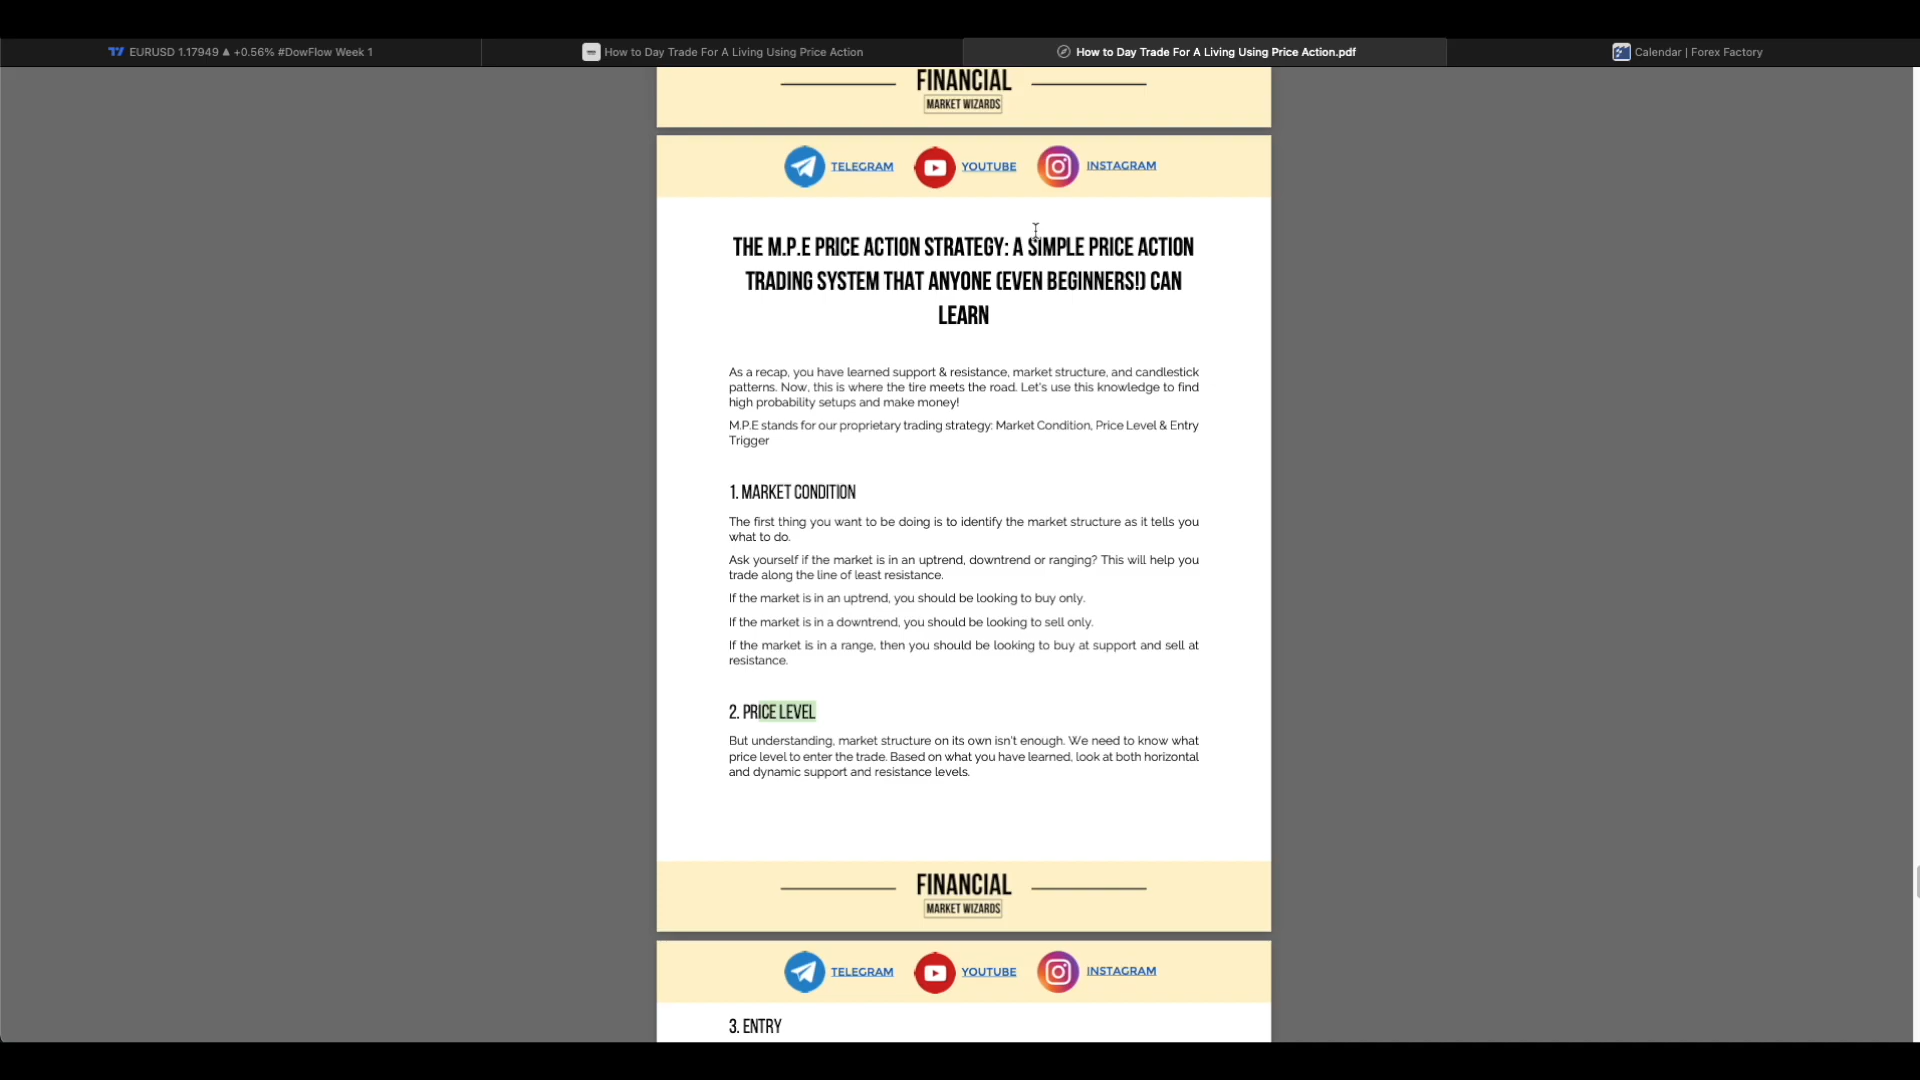 EURUSD 1.17949 ▲ +0.56% #DowFlow Week 1
How to Day Trade For A Living Using Price Action
How to Day Trade For A Living Using Price Action.pdf
Calendar | Forex Factory
FINANCIAL
MARKET WIZARDS
TELEGRAM
YOUTUBE
INSTAGRAM
THE M.P.E PRICE ACTION STRATEGY: A SIMPLE PRICE ACTION
TRADING SYSTEM THAT ANYONE (EVEN BEGINNERS!) CAN
LEARN
As a recap, you have learned support & resistance, market structure, and candlestick
patterns. Now, this is where the tire meets the road. Let's use this knowledge to find
high probability setups and make money!
M.P.E stands for our proprietary trading strategy: Market Condition, Price Level & Entry
Trigger
1. MARKET CONDITION
The first thing you want to be doing is to identify the market structure as it tells you
what to do.
Ask yourself if the market is in an uptrend, downtrend or ranging? This will help you
trade along the line of least resistance.
If the market is in an uptrend, you should be looking to buy only.
If the market is in a downtrend, you should be looking to sell only.
If the market is in a range, then you should be looking to buy at support and sell at
resistance.
2. PRICE LEVEL
But understanding, market structure on its own isn't enough. We need to know what
price level to enter the trade. Based on what you have learned, look at both horizontal
and dynamic support and resistance levels.
FINANCIAL
MARKET WIZARDS
TELEGRAM
YOUTUBE
INSTAGRAM
3. ENTRY